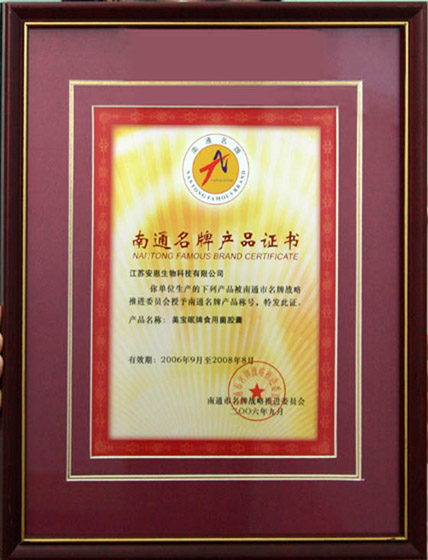 南通名牌
NANTONG FAMOUS BRAND
南通名牌产品证书
NANTONG FAMOUS BRAND CERTIFICATE
江苏安惠生物科技有限公司
你单位生产的下列产品被南通市名牌战略
推进委员会授予南通名牌产品称号，特发此证。
产品名称：美宝眠牌食用菌胶囊
有效期：2006年9月至2008年8月
南通市名牌战略推进委员会
二〇〇六年九月